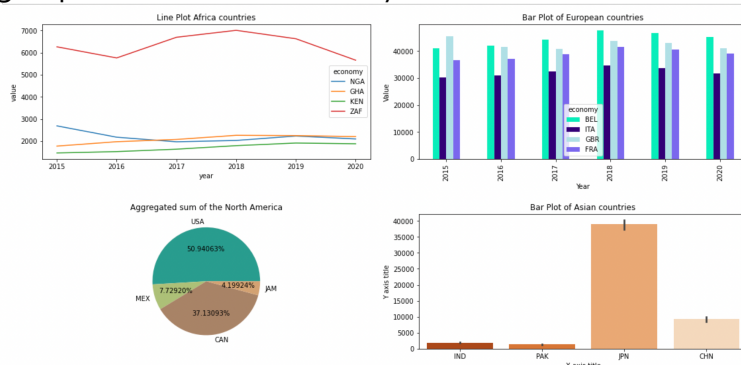 Line Plot Africa countries
7000
6000
5000
4000
3000
2000
value
economy
NGA
GHA
KEN
ZAF
2015 2016 2017 2018 2019 2020
year
Bar Plot of European countries
40000
30000
20000
10000
0
Value
economy
BEL
ITA
GBR
FRA
2015 2016 2017 2018 2019 2020
Year
Aggregated sum of the North America
USA
50.94063%
7.72920%
4.19924%
MEX
JAM
37.13093%
CAN
Bar Plot of Asian countries
40000
35000
30000
25000
20000
15000
10000
5000
0
Y axis title
IND PAK JPN CHN
X axis title